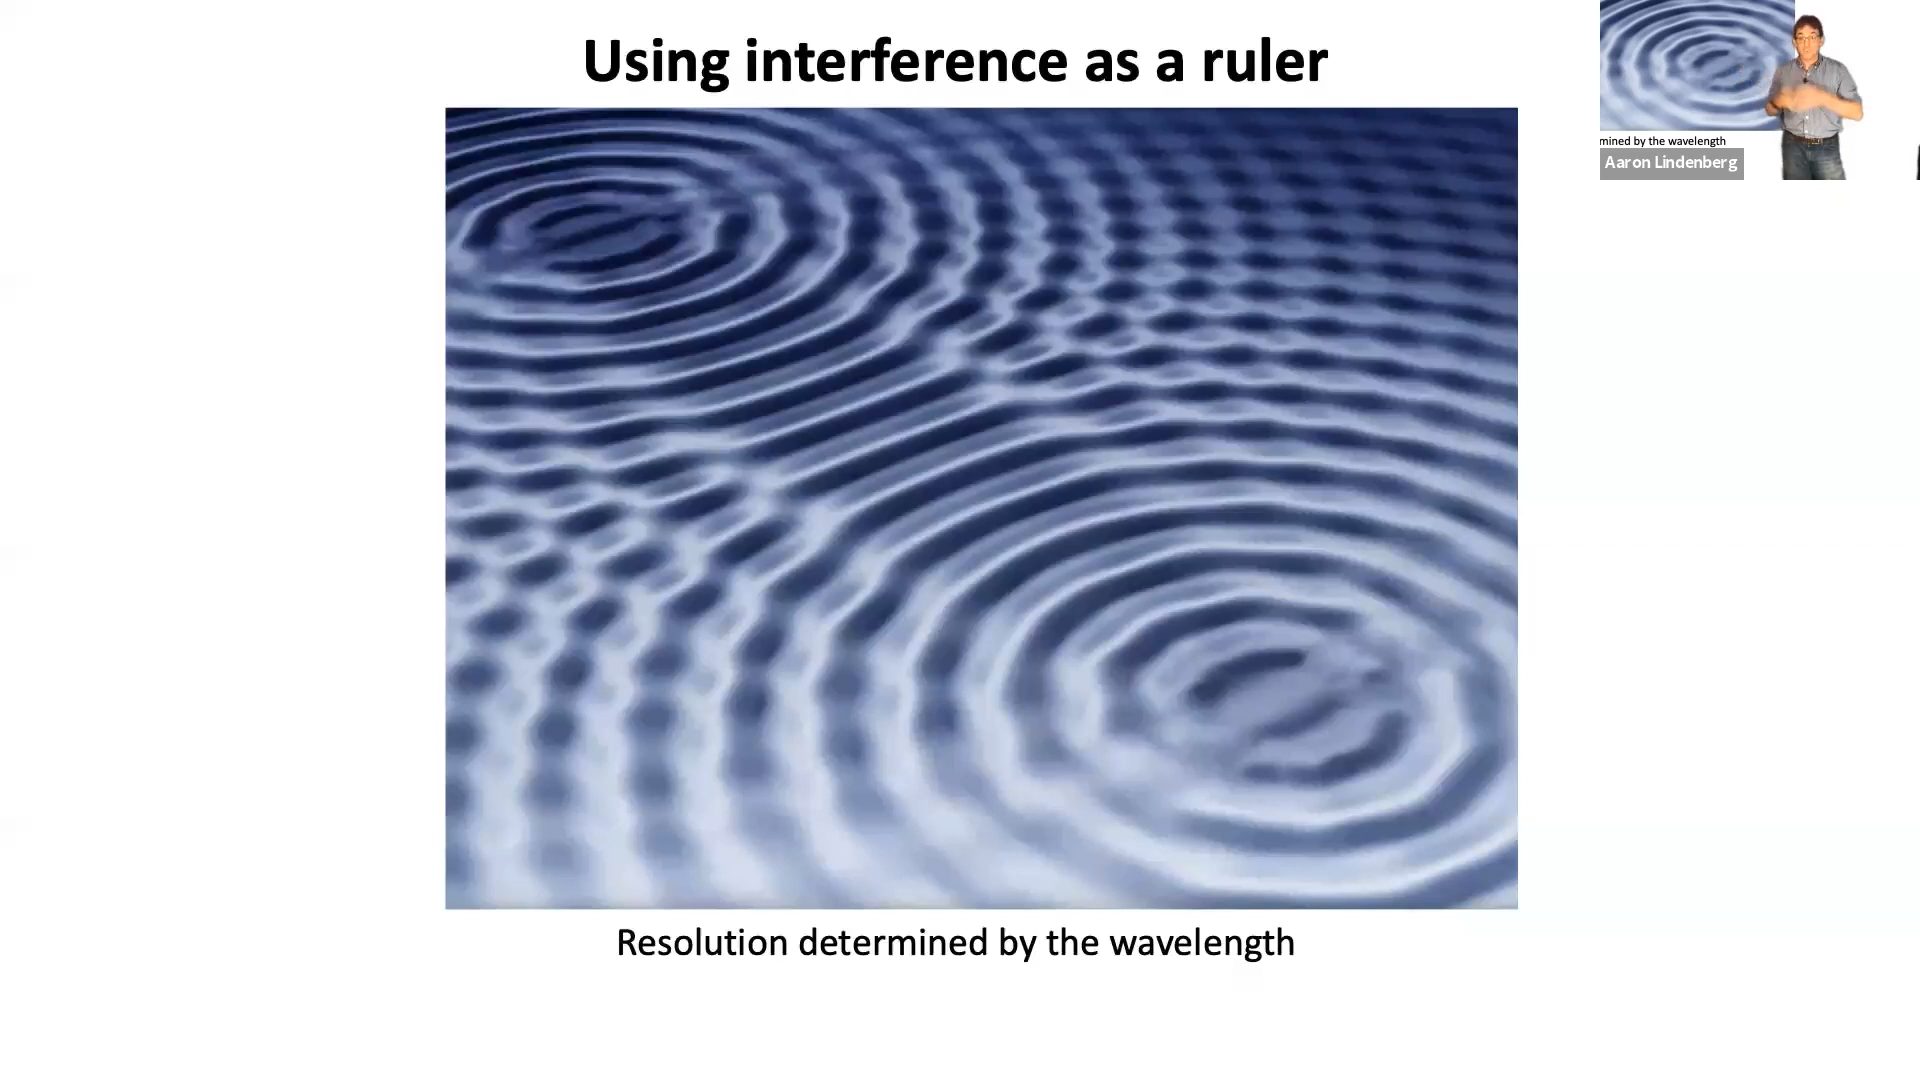 Using interference as a ruler
mined by the wavelength
Aaron Lindenberg
Resolution determined by the wavelength